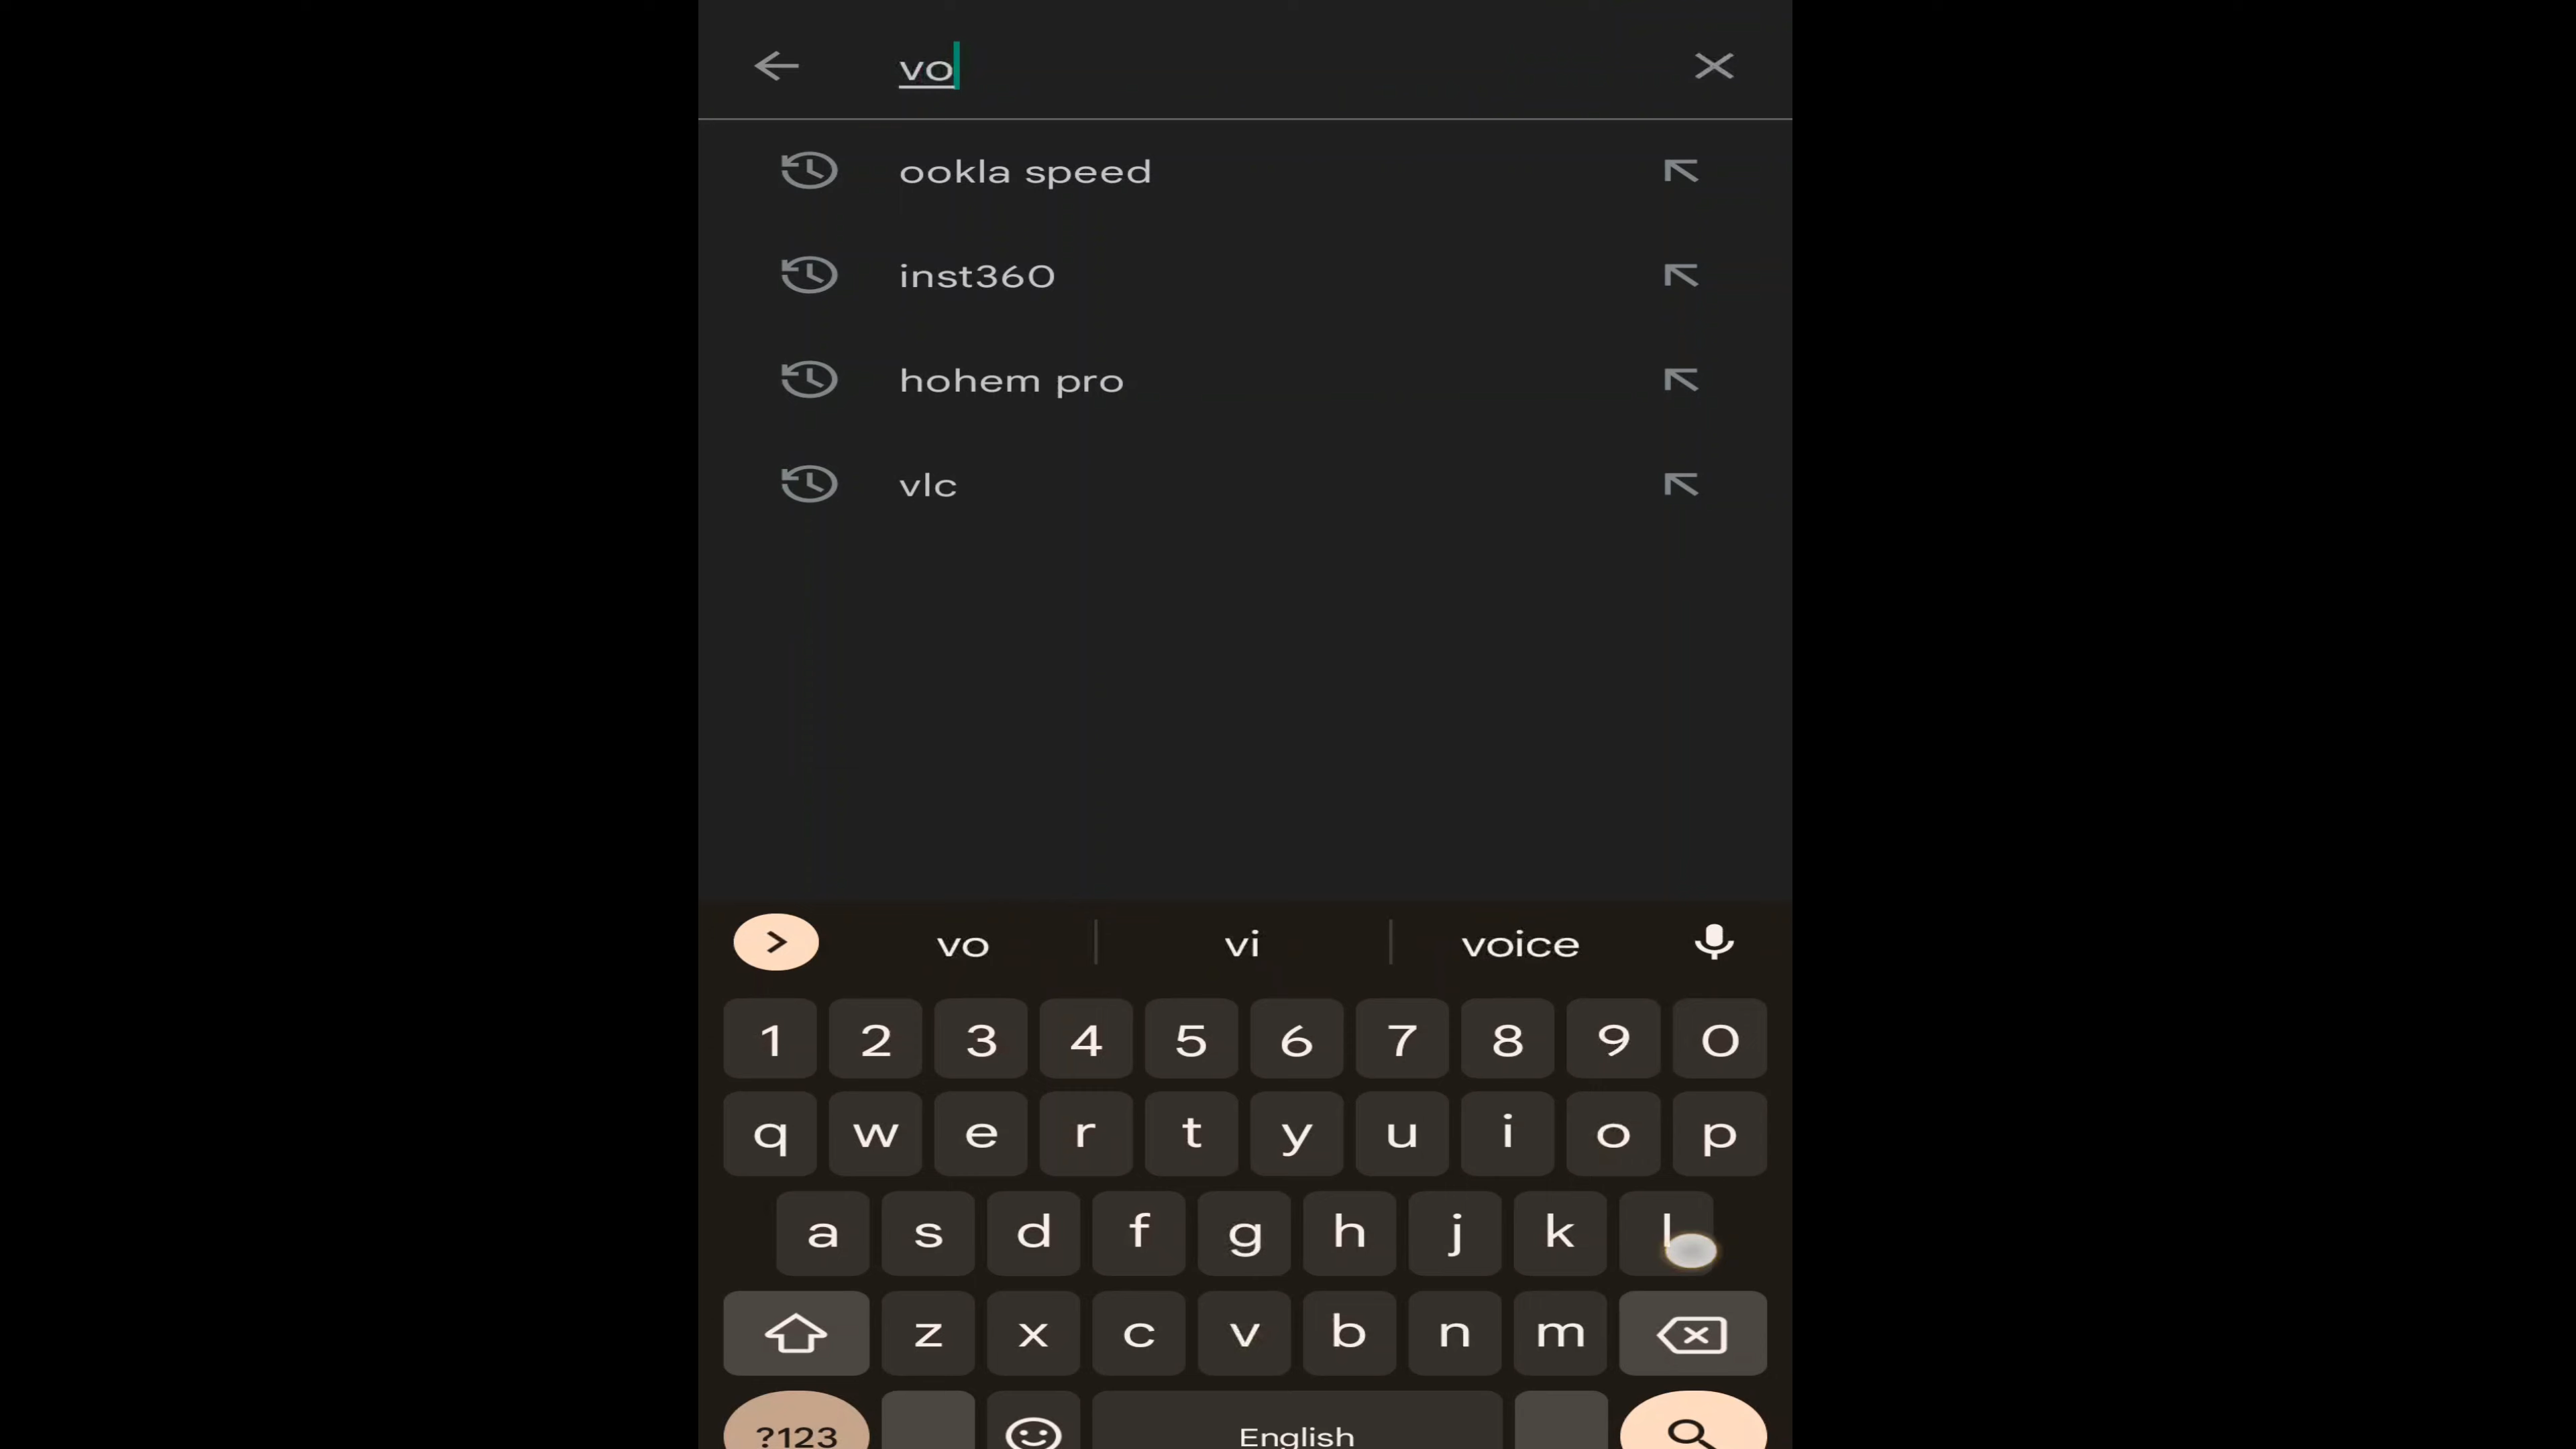 vo
ookla speed
inst360
hohem pro
vlc
vo vi voice
1 2 3 4 5 6 7 8 9 0
q w e r t y u i o p
a s d f g h j k l
z x c v b n m
?123 English